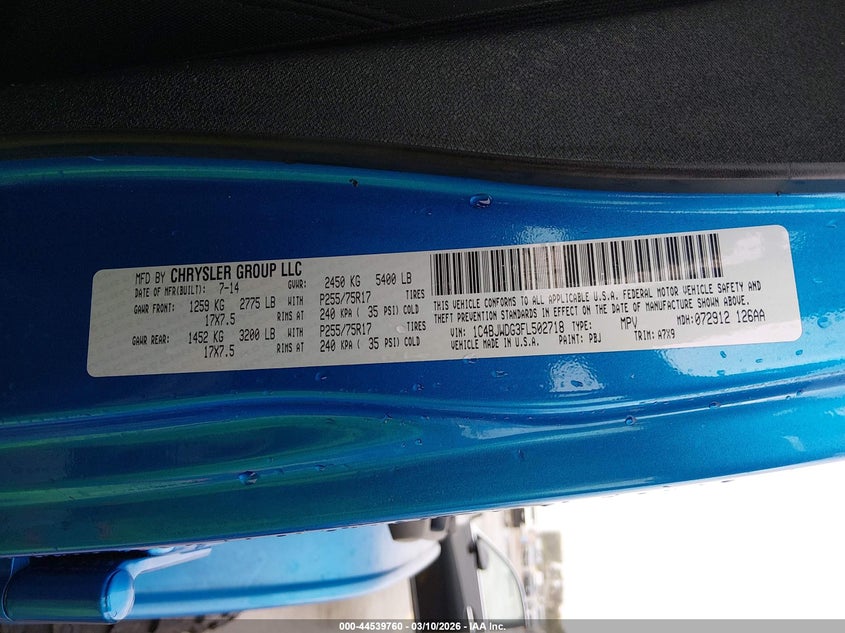 MFD BY CHRYSLER GROUP LLC
DATE OF MFR(BUILT): 7-14 GVWR: 2450 KG 5400 LB
GAWR FRONT: 1259 KG 2775 LB WITH P255/75R17 TIRES
17X7.5 RIMS AT 240 KPA ( 35 PSI) COLD
GAWR REAR: 1452 KG 3200 LB WITH P255/75R17 TIRES
17X7.5 RIMS AT 240 KPA ( 35 PSI) COLD
THIS VEHICLE CONFORMS TO ALL APPLICABLE U.S.A. FEDERAL MOTOR VEHICLE SAFETY AND
THEFT PREVENTION STANDARDS IN EFFECT ON THE DATE OF MANUFACTURE SHOWN ABOVE.
VIN: 1C4BJWDG3FL502718 TYPE: MPV MDH: 072912 126AA
VEHICLE MADE IN U.S.A. PAINT: PBJ TRIM: A7X9
000-44539760 — 03/10/2026 — IAA, Inc.